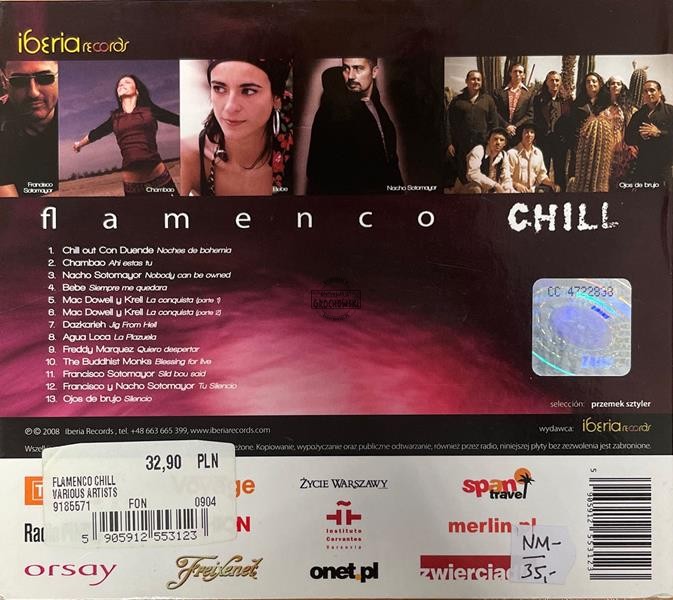 iberia records
Francisco Sotomayor
Chambao
Bebe
Nacho Sotomayor
Ojos de brujo
flamenco CHILL
1. Chill out Con Duende Noches de bohemia
2. Chambao Ahi estas tu
3. Nacho Sotomayor Nobody can be owned
4. Bebe Siempre me quedara
5. Mac Dowell y Krell La conquista (parte 1)
6. Mac Dowell y Krell La conquista (parte 2)
7. Dazkarieh Jig From Hell
8. Agua Loca La Plazuela
9. Freddy Marquez Quiero despertar
10. The Buddhist Monks Blessing for live
11. Francisco Sotomayor Sild bou said
12. Francisco y Nacho Sotomayor Tu Silencio
13. Ojos de brujo Silencio
CC 4722833
selección: przemek sztyler
℗ © 2008 Iberia Records, tel. +48 663 665 399, www.iberiarecords.com
wydawca: iberia records
żone. Kopiowanie, wypożyczanie oraz publiczne odtwarzanie, również przez radio, niniejszej płyty bez zezwolenia jest zabronione.
32,90 PLN
FLAMENCO CHILL
VARIOUS ARTISTS
9185571 FON 0904
5 905912 553123
ŻYCIE WARSZAWY
span travel
Instituto Cervantes Varsovia
merlin.pl
orsay
Freixenet
onet.pl
zwierciad
NM-
35,-
5 905912 553123